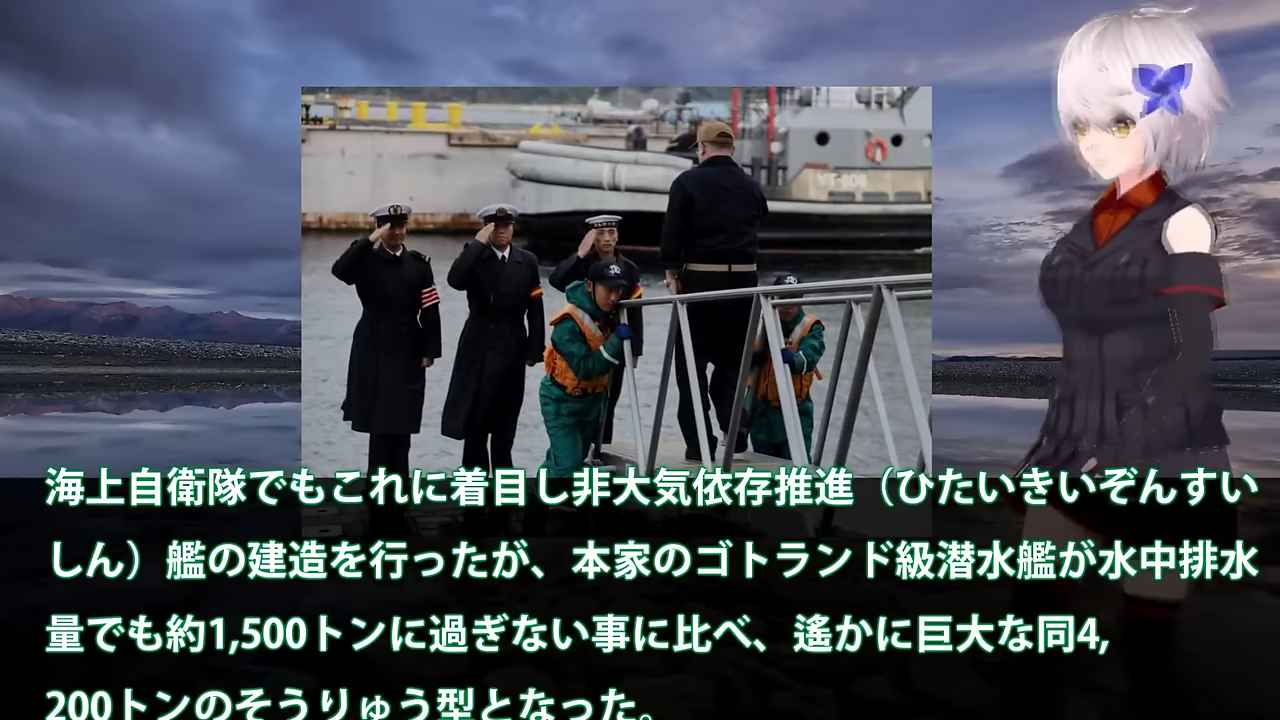 海上自衛隊でもこれに着目し非大気依存推進（ひたいきいぞんすい
しん）艦の建造を行ったが、本家のゴトランド級潜水艦が水中排水
量でも約1,500トンに過ぎない事に比べ、遙かに巨大な同4,
200トンのそうりゅう型となった。